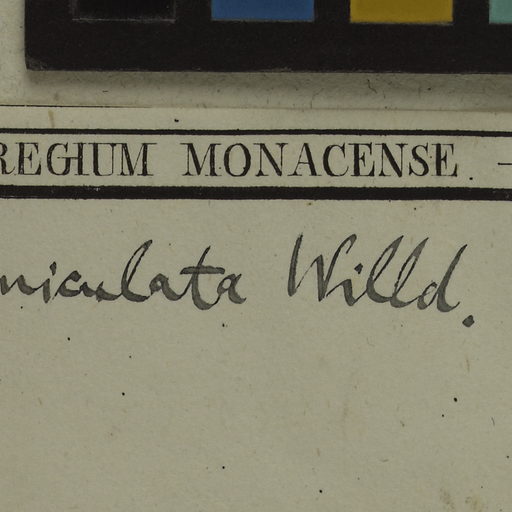 REGIUM MONACENSE. —
niculata Willd.